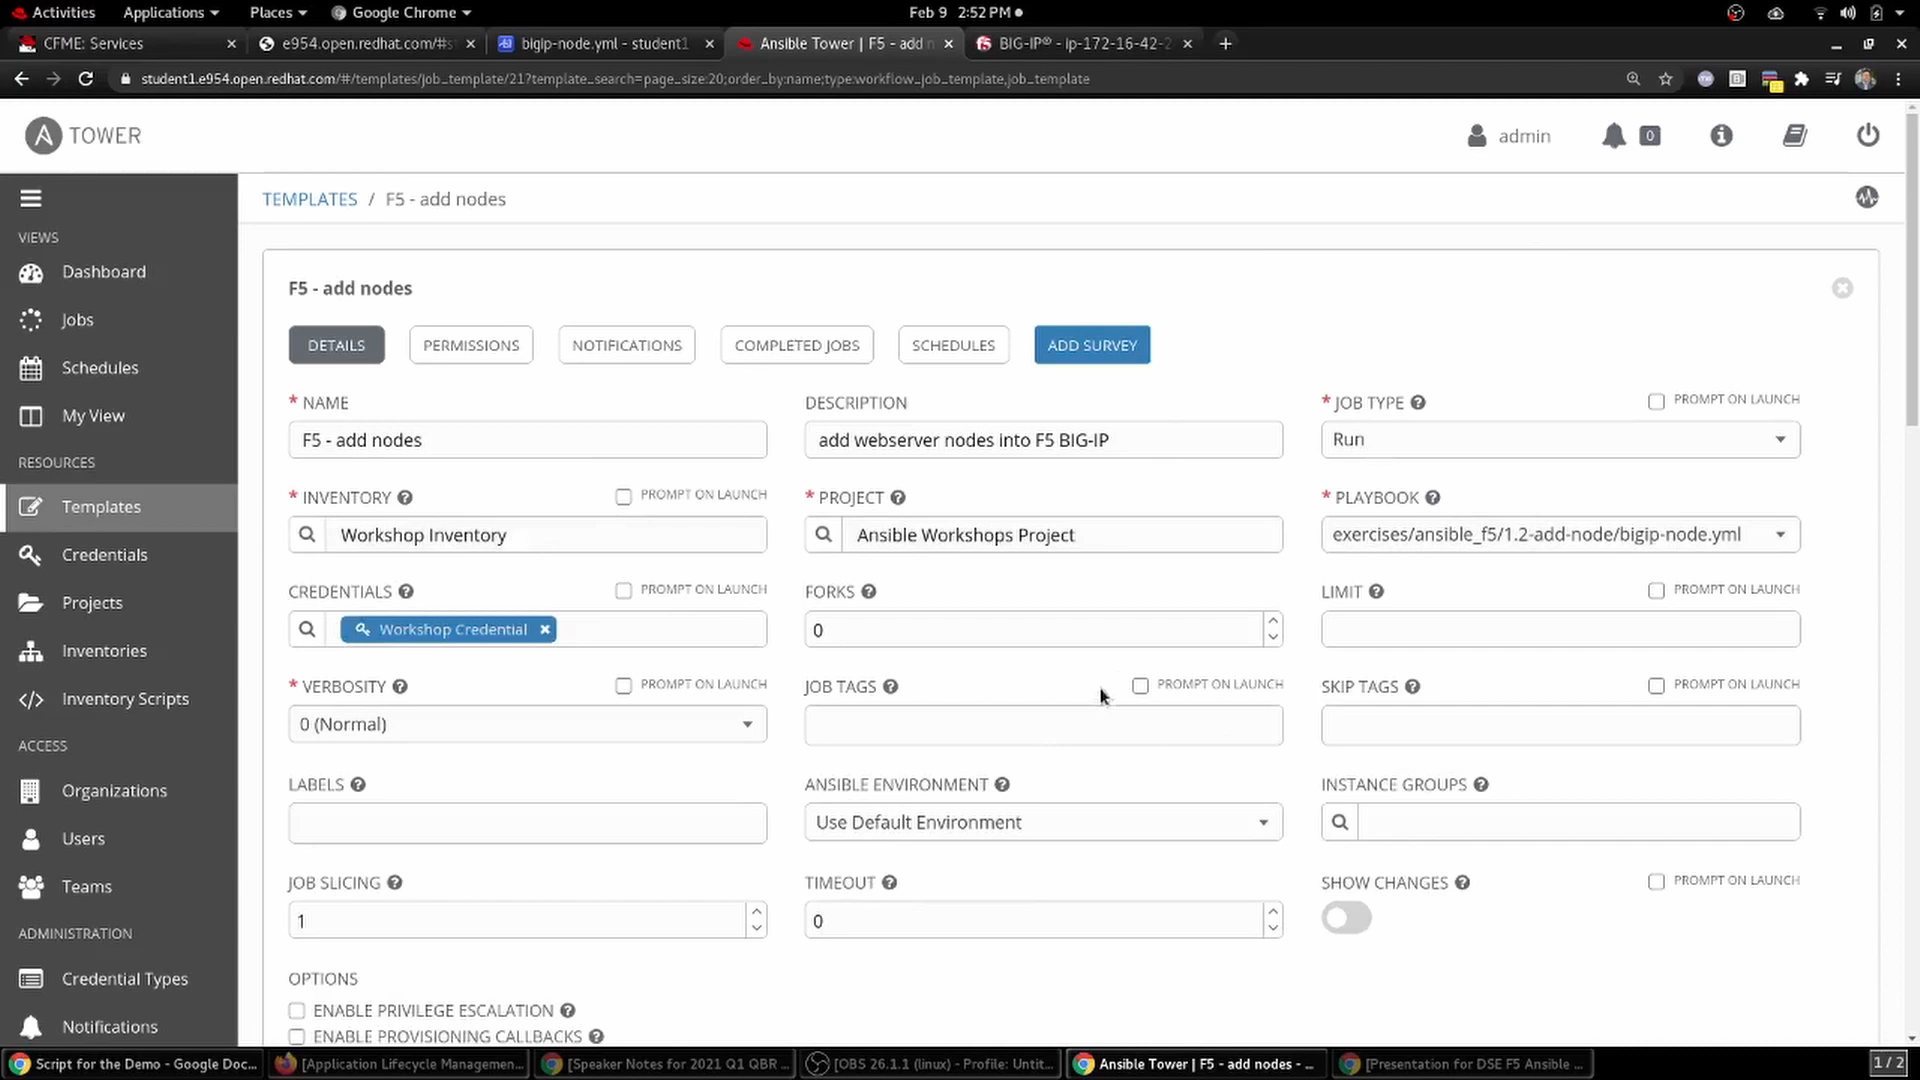 Activities
Applications
Places
Google Chrome
Feb 9 2:52 PM
CFME: Services
e954.open.redhat.com/#s
bigip-node.yml - student1
Ansible Tower | F5 - add n
BIG-IP® - ip-172-16-42-2
student1.e954.open.redhat.com/#/templates/job_template/21?template_search=page_size:20;order_by:name;type:workflow_job_template,job_template
A TOWER
admin
0
TEMPLATES / F5 - add nodes
VIEWS
Dashboard
Jobs
Schedules
My View
RESOURCES
Templates
Credentials
Projects
Inventories
Inventory Scripts
ACCESS
Organizations
Users
Teams
ADMINISTRATION
Credential Types
Notifications
F5 - add nodes
DETAILS
PERMISSIONS
NOTIFICATIONS
COMPLETED JOBS
SCHEDULES
ADD SURVEY
* NAME
F5 - add nodes
DESCRIPTION
add webserver nodes into F5 BIG-IP
* JOB TYPE
PROMPT ON LAUNCH
Run
* INVENTORY
PROMPT ON LAUNCH
Workshop Inventory
* PROJECT
Ansible Workshops Project
* PLAYBOOK
exercises/ansible_f5/1.2-add-node/bigip-node.yml
CREDENTIALS
PROMPT ON LAUNCH
Workshop Credential
FORKS
0
LIMIT
PROMPT ON LAUNCH
* VERBOSITY
PROMPT ON LAUNCH
0 (Normal)
JOB TAGS
PROMPT ON LAUNCH
SKIP TAGS
PROMPT ON LAUNCH
LABELS
ANSIBLE ENVIRONMENT
Use Default Environment
INSTANCE GROUPS
JOB SLICING
1
TIMEOUT
0
SHOW CHANGES
PROMPT ON LAUNCH
OPTIONS
ENABLE PRIVILEGE ESCALATION
ENABLE PROVISIONING CALLBACKS
Script for the Demo - Google Doc...
[Application Lifecycle Managemen...
[Speaker Notes for 2021 Q1 QBR ...
[OBS 26.1.1 (linux) - Profile: Untit...
Ansible Tower | F5 - add nodes - ...
[Presentation for DSE F5 Ansible ...
1 / 2